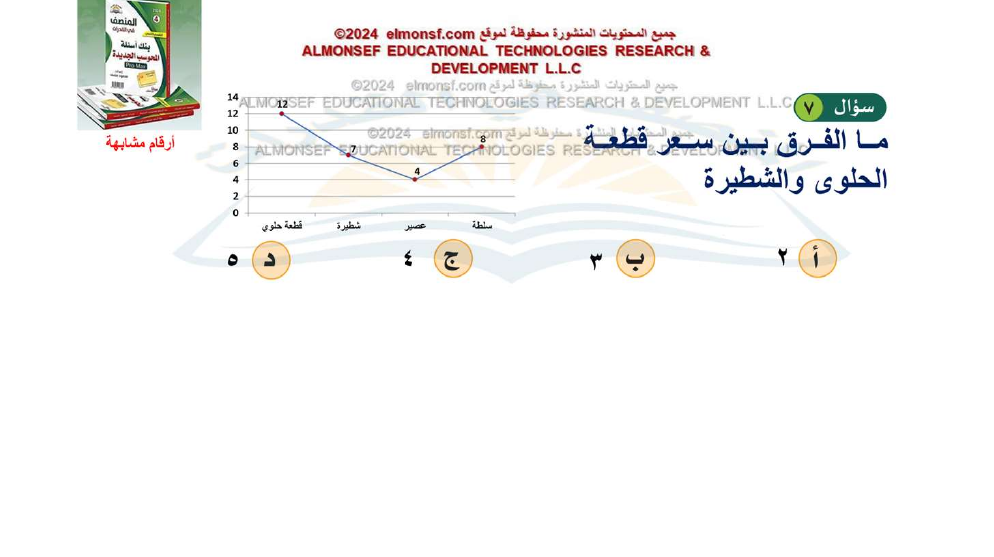 المنصف
في القدرات
4
بنك أسئلة
المحوسب الجديدة
Pro Max
أرقام مشابهة
جميع المحتويات المنشورة محفوظة لموقع elmonsf.com ©2024
ALMONSEF EDUCATIONAL TECHNOLOGIES RESEARCH &
DEVELOPMENT L.L.C
جميع المحتويات المنشورة محفوظة لموقع elmonsf.com ©2024
ALMONSEF EDUCATIONAL TECHNOLOGIES RESEARCH & DEVELOPMENT L.L.C
جميع المحتويات المنشورة محفوظة لموقع elmonsf.com ©2024
ALMONSEF EDUCATIONAL TECHNOLOGIES RESEARCH & DEVELOPMENT L.L.C
سؤال ٧
ما الفرق بين سعر قطعة
الحلوى والشطيرة
14
12
10
8
6
4
2
0
12
7
4
8
قطعة حلوي
شطيرة
عصير
سلطة
أ ٢
ب ٣
ج ٤
د ٥